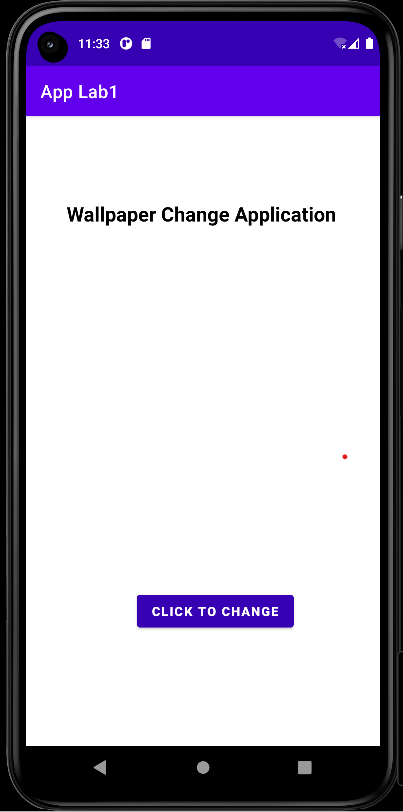 11:33
App Lab1
Wallpaper Change Application
CLICK TO CHANGE